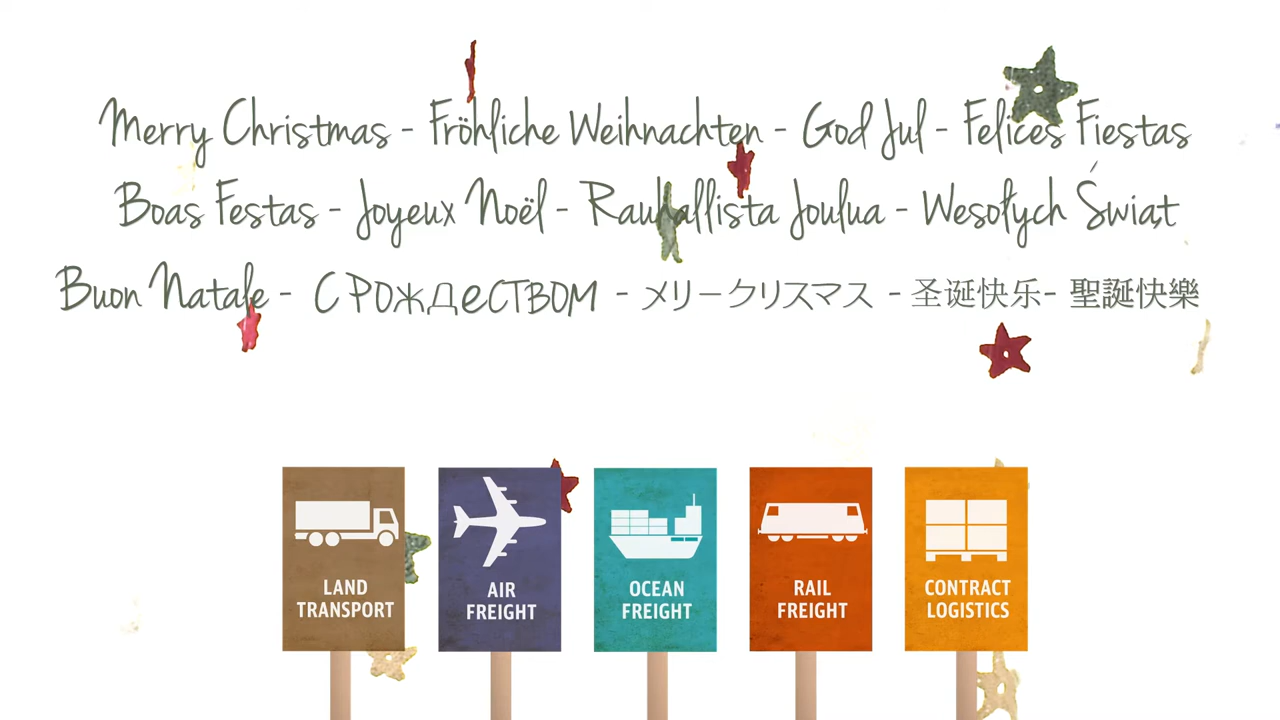 Merry Christmas - Fröhliche Weihnachten - God Jul - Felices Fiestas
Boas Festas - Joyeux Noël - Rauhallista Joulua - Wesołych Świąt
Buon Natale - С РОЖДеСТВОМ - メリークリスマス - 圣诞快乐- 聖誕快樂
LAND
TRANSPORT
AIR
FREIGHT
OCEAN
FREIGHT
RAIL
FREIGHT
CONTRACT
LOGISTICS